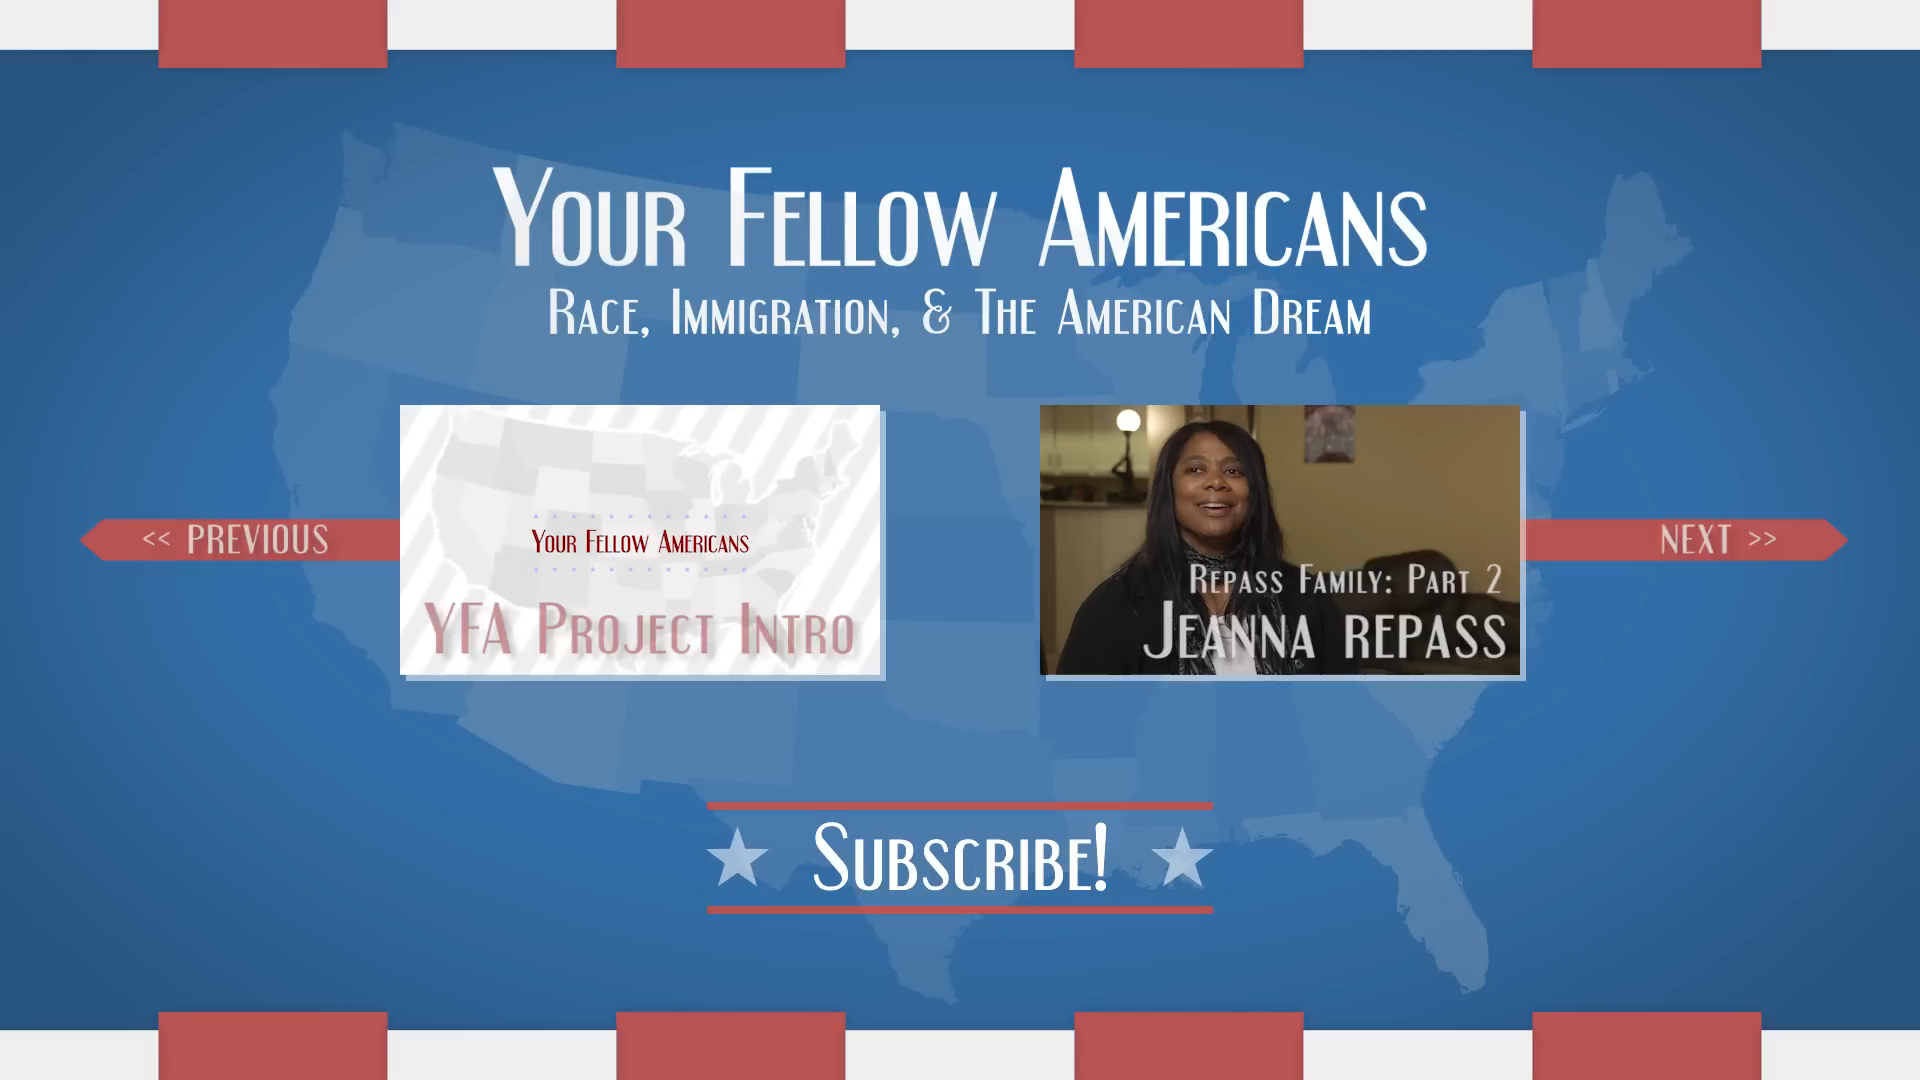 Your Fellow Americans
Race, Immigration, & The American Dream
<< PREVIOUS
Your Fellow Americans
YFA Project Intro
Repass Family: Part 2
Jeanna repass
NEXT >>
Subscribe!